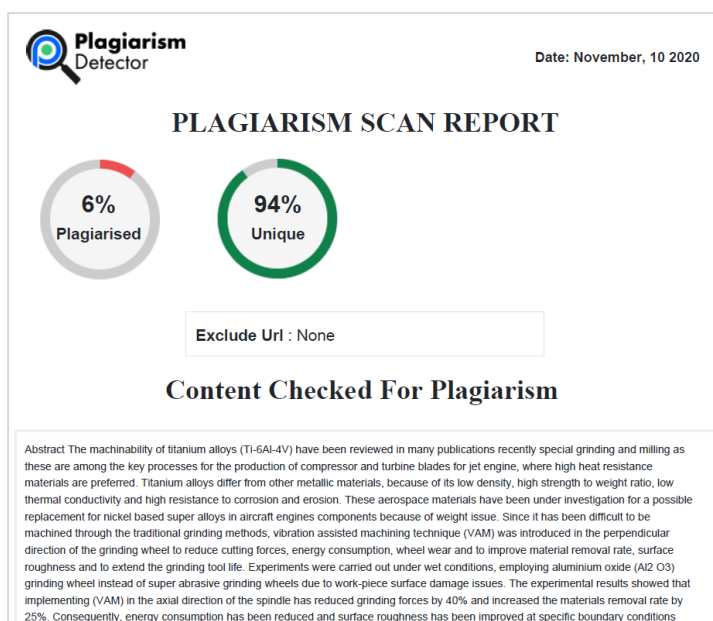 Plagiarism
Detector
Date: November, 10 2020
PLAGIARISM SCAN REPORT
6%
Plagiarised
94%
Unique
Exclude Url : None
Content Checked For Plagiarism
Abstract The machinability of titanium alloys (Ti-6Al-4V) have been reviewed in many publications recently special grinding and milling as
these are among the key processes for the production of compressor and turbine blades for jet engine, where high heat resistance
materials are preferred. Titanium alloys differ from other metallic materials, because of its low density, high strength to weight ratio, low
thermal conductivity and high resistance to corrosion and erosion. These aerospace materials have been under investigation for a possible
replacement for nickel based super alloys in aircraft engines components because of weight issue. Since it has been difficult to be
machined through the traditional grinding methods, vibration assisted machining technique (VAM) was introduced in the perpendicular
direction of the grinding wheel to reduce cutting forces, energy consumption, wheel wear and to improve material removal rate, surface
roughness and to extend the grinding tool life. Experiments were carried out under wet conditions, employing aluminium oxide (Al2 O3)
grinding wheel instead of super abrasive grinding wheels due to work-piece surface damage issues. The experimental results showed that
implementing (VAM) in the axial direction of the spindle has reduced grinding forces by 40% and increased the materials removal rate by
25%. Consequently, energy consumption has been reduced and surface roughness has been improved at specific boundary conditions